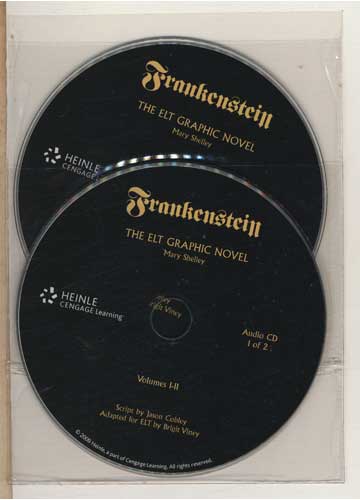 Frankenstein
THE ELT GRAPHIC NOVEL
Mary Shelley
HEINLE
CENGAGE
Frankenstein
THE ELT GRAPHIC NOVEL
Mary Shelley
HEINLE
CENGAGE Learning
Brigit Viney
Audio CD
1 of 2
Volumes I-II
Script by Jason Cobley
Adapted for ELT by Brigit Viney
© 2008 Heinle, a part of Cengage Learning. All rights reserved.